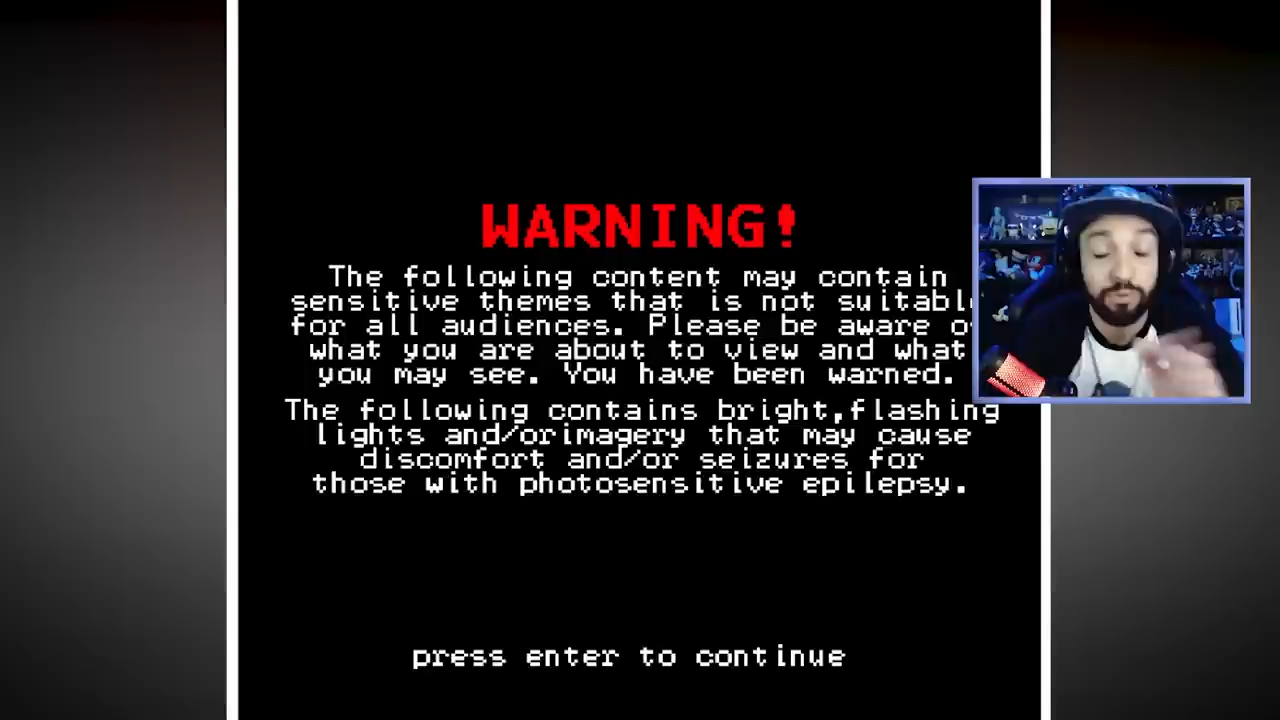 WARNING!
The following content may contain
sensitive themes that is not suitabl
for all audiences. Please be aware o
what you are about to view and what
you may see. You have been warned.
The following contains bright,flashing
lights and/orimagery that may cause
discomfort and/or seizures for
those with photosensitive epilepsy.
press enter to continue